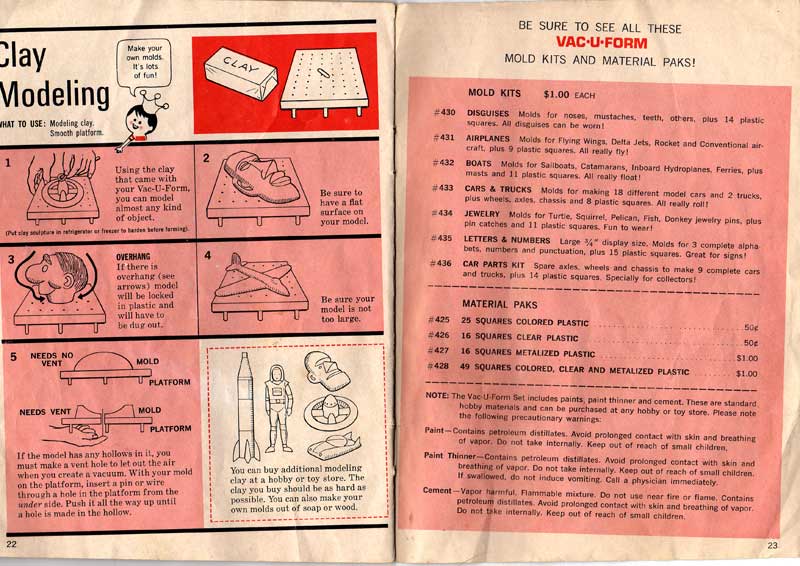 Clay
Modeling
Make your
own molds.
It's lots
of fun!
WHAT TO USE: Modeling clay.
Smooth platform.
CLAY
1
Using the clay
that came with
your Vac-U-Form,
you can model
almost any kind
of object.
(Put clay sculpture in refrigerator or freezer to harden before forming).
2
Be sure to
have a flat
surface on
your model.
3
OVERHANG
If there is
overhang (see
arrows) model
will be locked
in plastic and
will have to
be dug out.
4
Be sure your
model is not
too large.
5
NEEDS NO
VENT
MOLD
PLATFORM
NEEDS VENT
MOLD
PLATFORM
If the model has any hollows in it, you
must make a vent hole to let out the air
when you create a vacuum. With your mold
on the platform, insert a pin or wire
through a hole in the platform from the
under side. Push it all the way up until
a hole is made in the hollow.
You can buy additional modeling
clay at a hobby or toy store. The
clay you buy should be as hard as
possible. You can also make your
own molds out of soap or wood.
22
BE SURE TO SEE ALL THESE
VAC·U·FORM
MOLD KITS AND MATERIAL PAKS!
MOLD KITS $1.00 EACH
#430 DISGUISES Molds for noses, mustaches, teeth, others, plus 14 plastic
squares. All disguises can be worn!
#431 AIRPLANES Molds for Flying Wings, Delta Jets, Rocket and Conventional air-
craft, plus 9 plastic squares. All really fly!
#432 BOATS Molds for Sailboats, Catamarans, Inboard Hydroplanes, Ferries, plus
masts and 11 plastic squares. All really float!
#433 CARS & TRUCKS Molds for making 18 different model cars and 2 trucks,
plus wheels, axles, chassis and 8 plastic squares. All really roll!
#434 JEWELRY Molds for Turtle, Squirrel, Pelican, Fish, Donkey jewelry pins, plus
pin catches and 11 plastic squares. Fun to wear!
#435 LETTERS & NUMBERS Large ¾" display size. Molds for 3 complete alpha-
bets, numbers and punctuation, plus 15 plastic squares. Great for signs!
#436 CAR PARTS KIT Spare axles, wheels and chassis to make 9 complete cars
and trucks, plus 14 plastic squares. Specially for collectors!
MATERIAL PAKS
#425 25 SQUARES COLORED PLASTIC 50¢
#426 16 SQUARES CLEAR PLASTIC 50¢
#427 16 SQUARES METALIZED PLASTIC $1.00
#428 49 SQUARES COLORED, CLEAR AND METALIZED PLASTIC $1.00
NOTE: The Vac-U-Form Set includes paints, paint thinner and cement. These are standard
hobby materials and can be purchased at any hobby or toy store. Please note
the following precautionary warnings:
Paint—Contains petroleum distillates. Avoid prolonged contact with skin and breathing
of vapor. Do not take internally. Keep out of reach of small children.
Paint Thinner—Contains petroleum distillates. Avoid prolonged contact with skin and
breathing of vapor. Do not take internally. Keep out of reach of small children.
If swallowed, do not induce vomiting. Call a physician immediately.
Cement—Vapor harmful. Flammable mixture. Do not use near fire or flame. Contains
petroleum distillates. Avoid prolonged contact with skin and breathing of vapor.
Do not take internally. Keep out of reach of small children.
23